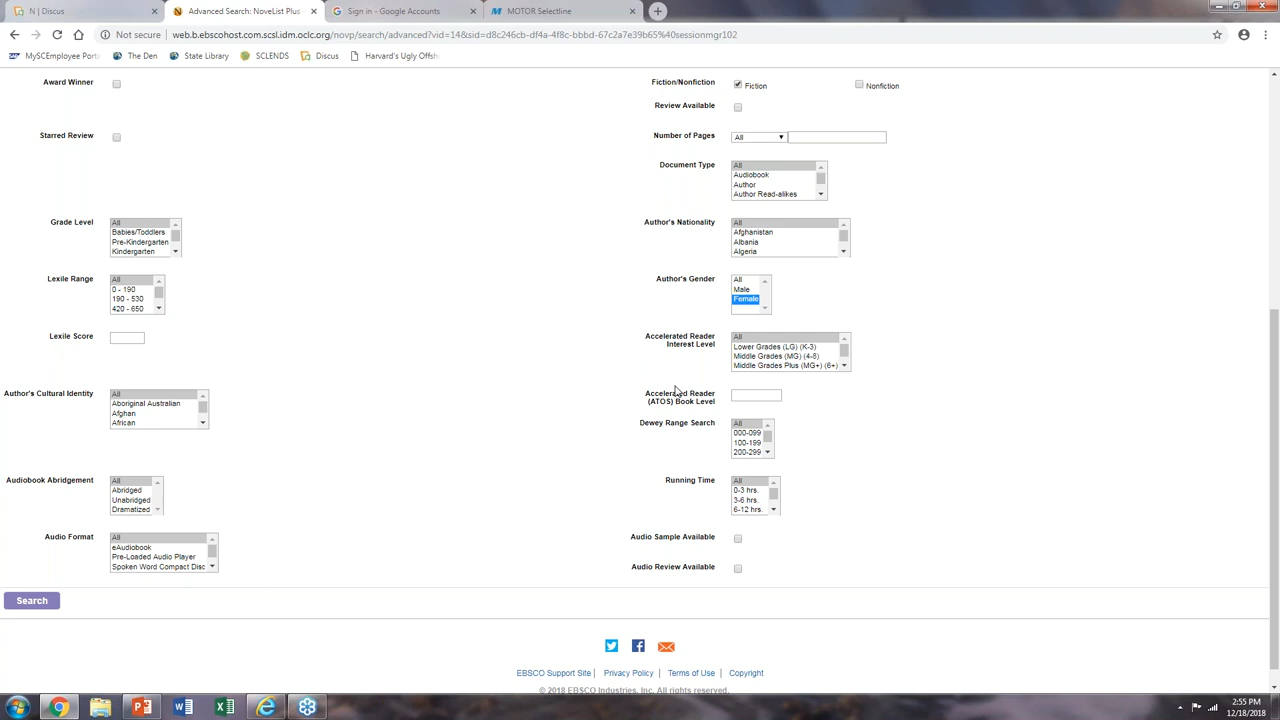 N | Discus
Advanced Search: NoveList Plus
Sign in - Google Accounts
MOTOR Selectline
Not secure | web.b.ebscohost.com.scsl.idm.oclc.org/novp/search/advanced?vid=14&sid=d8c246cb-df4a-4f8c-bbbd-67c2a7e39b65%40sessionmgr102
MySCEmployee Porta
The Den
State Library
SCLENDS
Discus
Harvard's Ugly Offsh
Award Winner
Fiction/Nonfiction
Fiction
Nonfiction
Review Available
Starred Review
Number of Pages
All
Document Type
All
Audiobook
Author
Author Read-alikes
Grade Level
All
Babies/Toddlers
Pre-Kindergarten
Kindergarten
Author's Nationality
All
Afghanistan
Albania
Algeria
Lexile Range
All
0 - 190
190 - 530
420 - 650
Author's Gender
All
Male
Female
Lexile Score
Accelerated Reader
Interest Level
All
Lower Grades (LG) (K-3)
Middle Grades (MG) (4-8)
Middle Grades Plus (MG+) (6+)
Author's Cultural Identity
All
Aboriginal Australian
Afghan
African
Accelerated Reader
(ATOS) Book Level
Dewey Range Search
All
000-099
100-199
200-299
Audiobook Abridgement
All
Abridged
Unabridged
Dramatized
Running Time
All
0-3 hrs.
3-6 hrs.
6-12 hrs.
Audio Format
All
eAudiobook
Pre-Loaded Audio Player
Spoken Word Compact Disc
Audio Sample Available
Audio Review Available
Search
EBSCO Support Site | Privacy Policy | Terms of Use | Copyright
© 2018 EBSCO Industries, Inc. All rights reserved.
2:55 PM
12/18/2018